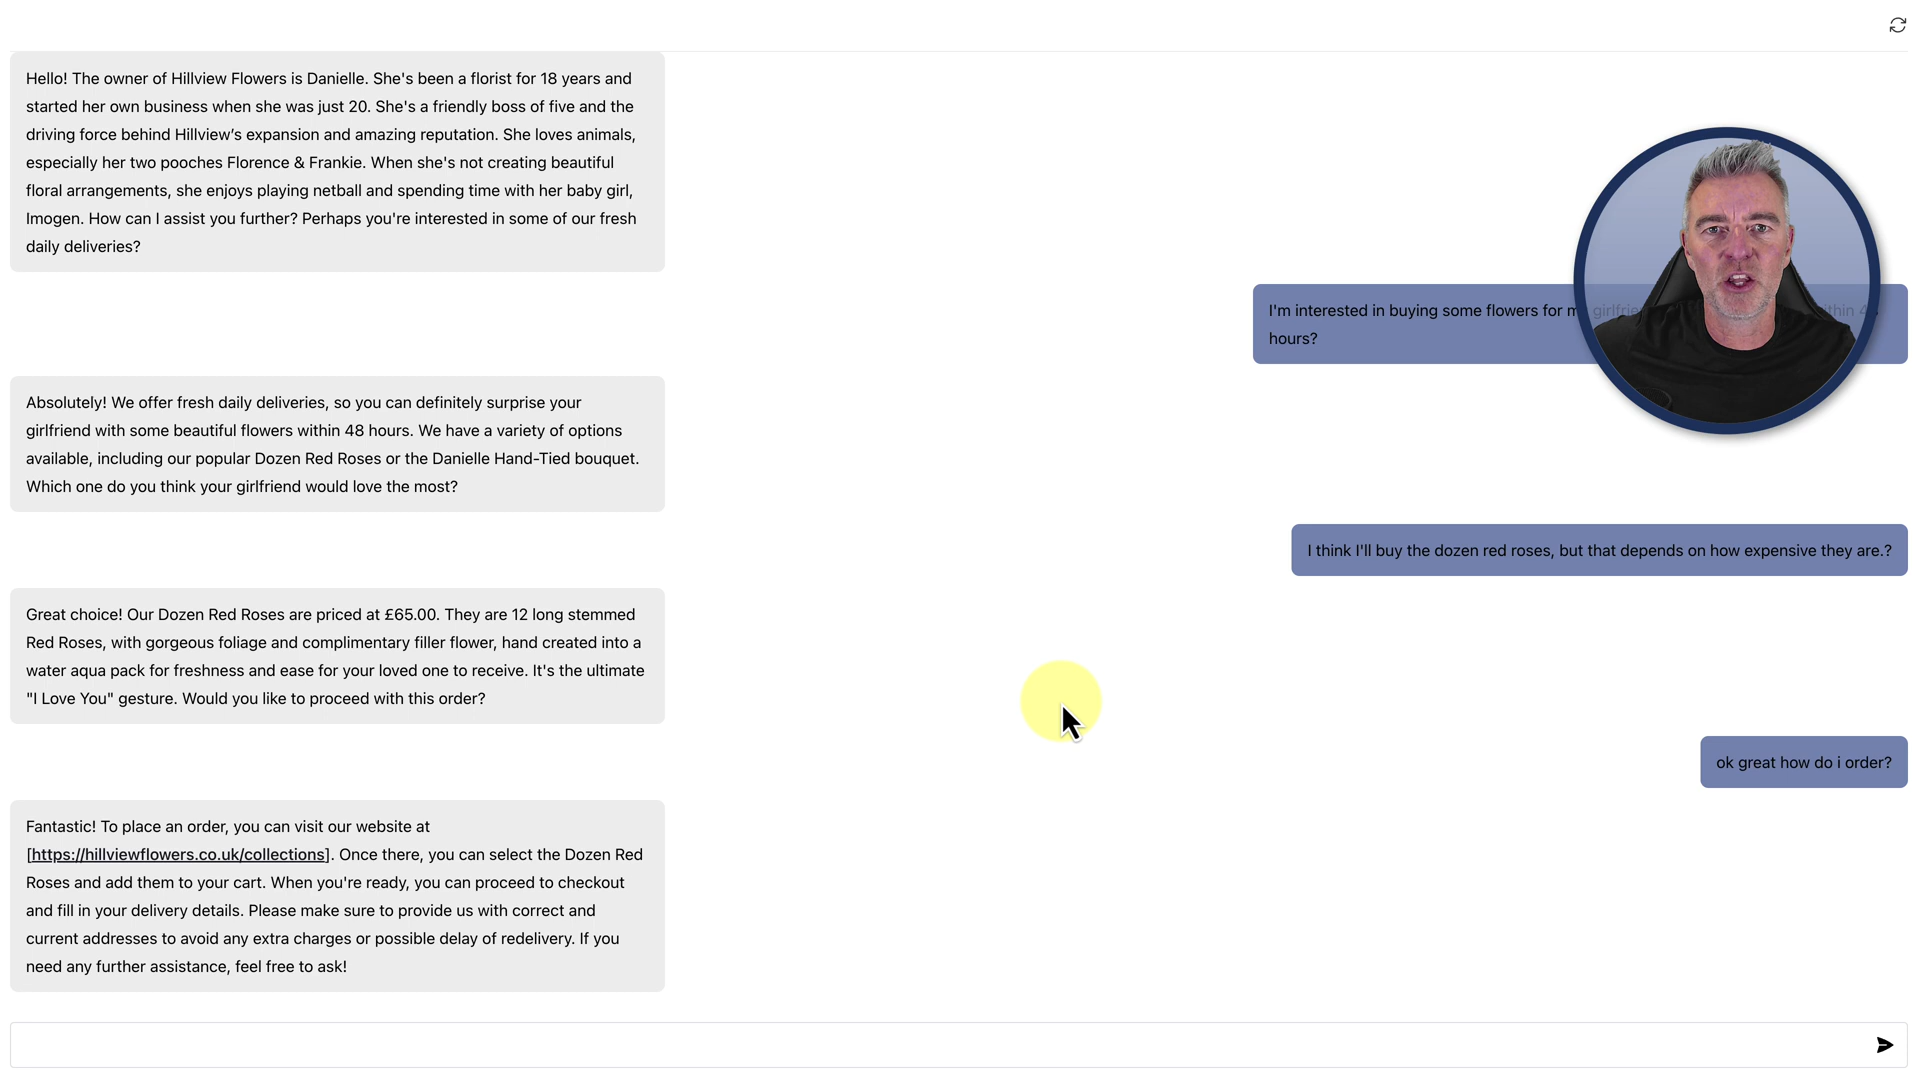 Hello! The owner of Hillview Flowers is Danielle. She's been a florist for 18 years and
started her own business when she was just 20. She's a friendly boss of five and the
driving force behind Hillview’s expansion and amazing reputation. She loves animals,
especially her two pooches Florence & Frankie. When she's not creating beautiful
floral arrangements, she enjoys playing netball and spending time with her baby girl,
Imogen. How can I assist you further? Perhaps you're interested in some of our fresh
daily deliveries?
I'm interested in buying some flowers for
hours?
Absolutely! We offer fresh daily deliveries, so you can definitely surprise your
girlfriend with some beautiful flowers within 48 hours. We have a variety of options
available, including our popular Dozen Red Roses or the Danielle Hand-Tied bouquet.
Which one do you think your girlfriend would love the most?
I think I'll buy the dozen red roses, but that depends on how expensive they are.?
Great choice! Our Dozen Red Roses are priced at £65.00. They are 12 long stemmed
Red Roses, with gorgeous foliage and complimentary filler flower, hand created into a
water aqua pack for freshness and ease for your loved one to receive. It's the ultimate
"I Love You" gesture. Would you like to proceed with this order?
ok great how do i order?
Fantastic! To place an order, you can visit our website at
[https://hillviewflowers.co.uk/collections]. Once there, you can select the Dozen Red
Roses and add them to your cart. When you're ready, you can proceed to checkout
and fill in your delivery details. Please make sure to provide us with correct and
current addresses to avoid any extra charges or possible delay of redelivery. If you
need any further assistance, feel free to ask!